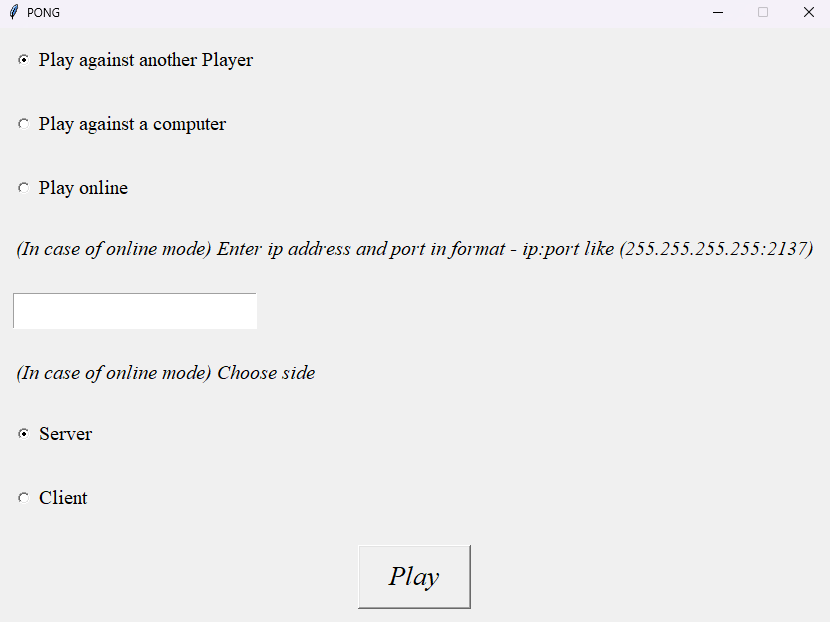 PONG
Play against another Player
Play against a computer
Play online
(In case of online mode) Enter ip address and port in format - ip:port like (255.255.255.255:2137)
(In case of online mode) Choose side
Server
Client
Play